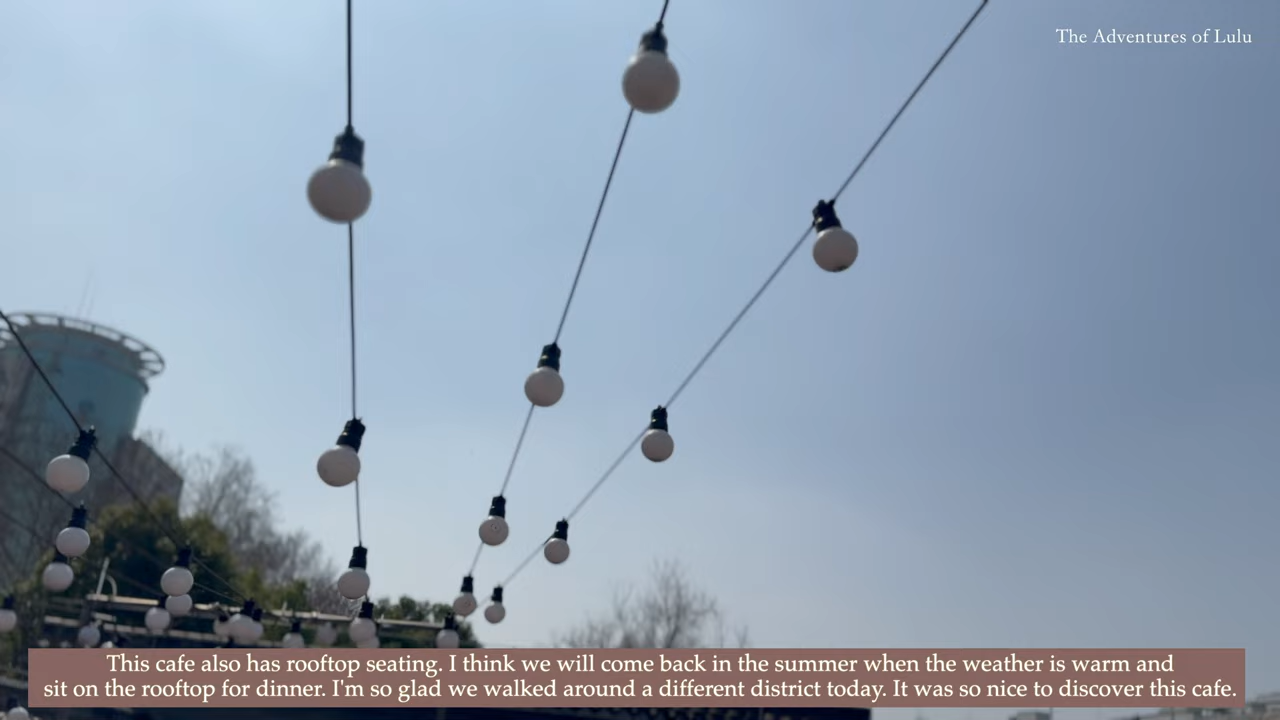 The Adventures of Lulu
This cafe also has rooftop seating. I think we will come back in the summer when the weather is warm and
sit on the rooftop for dinner. I'm so glad we walked around a different district today. It was so nice to discover this cafe.